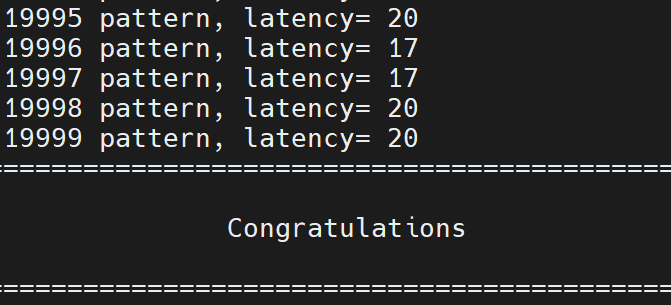 19995 pattern, latency= 20
19996 pattern, latency= 17
19997 pattern, latency= 17
19998 pattern, latency= 20
19999 pattern, latency= 20
==========================================
Congratulations
==========================================